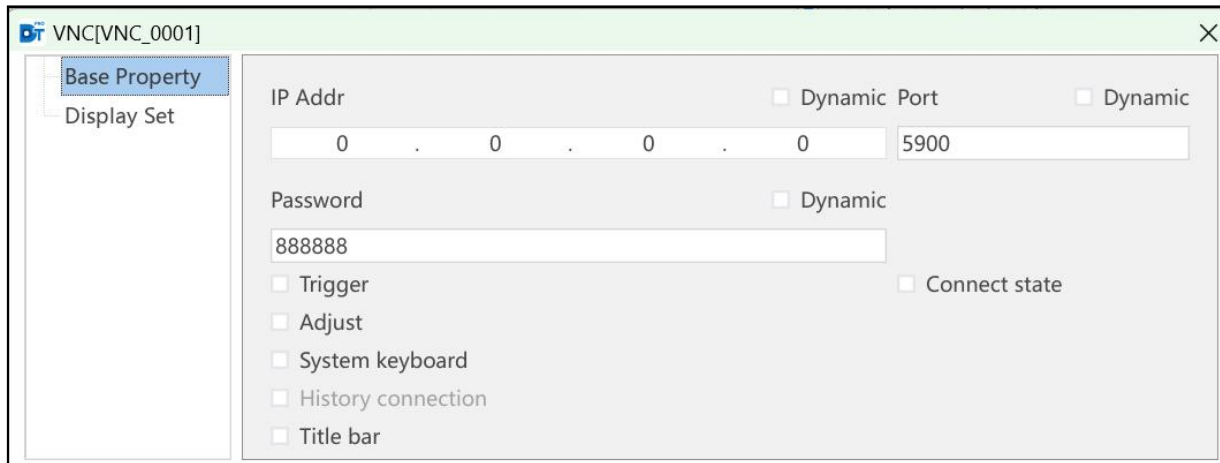 VNC[VNC_0001]
Base Property
Display Set
IP Addr Dynamic Port Dynamic
0 . 0 . 0 . 0 5900
Password Dynamic
888888
Trigger Connect state
Adjust
System keyboard
History connection
Title bar